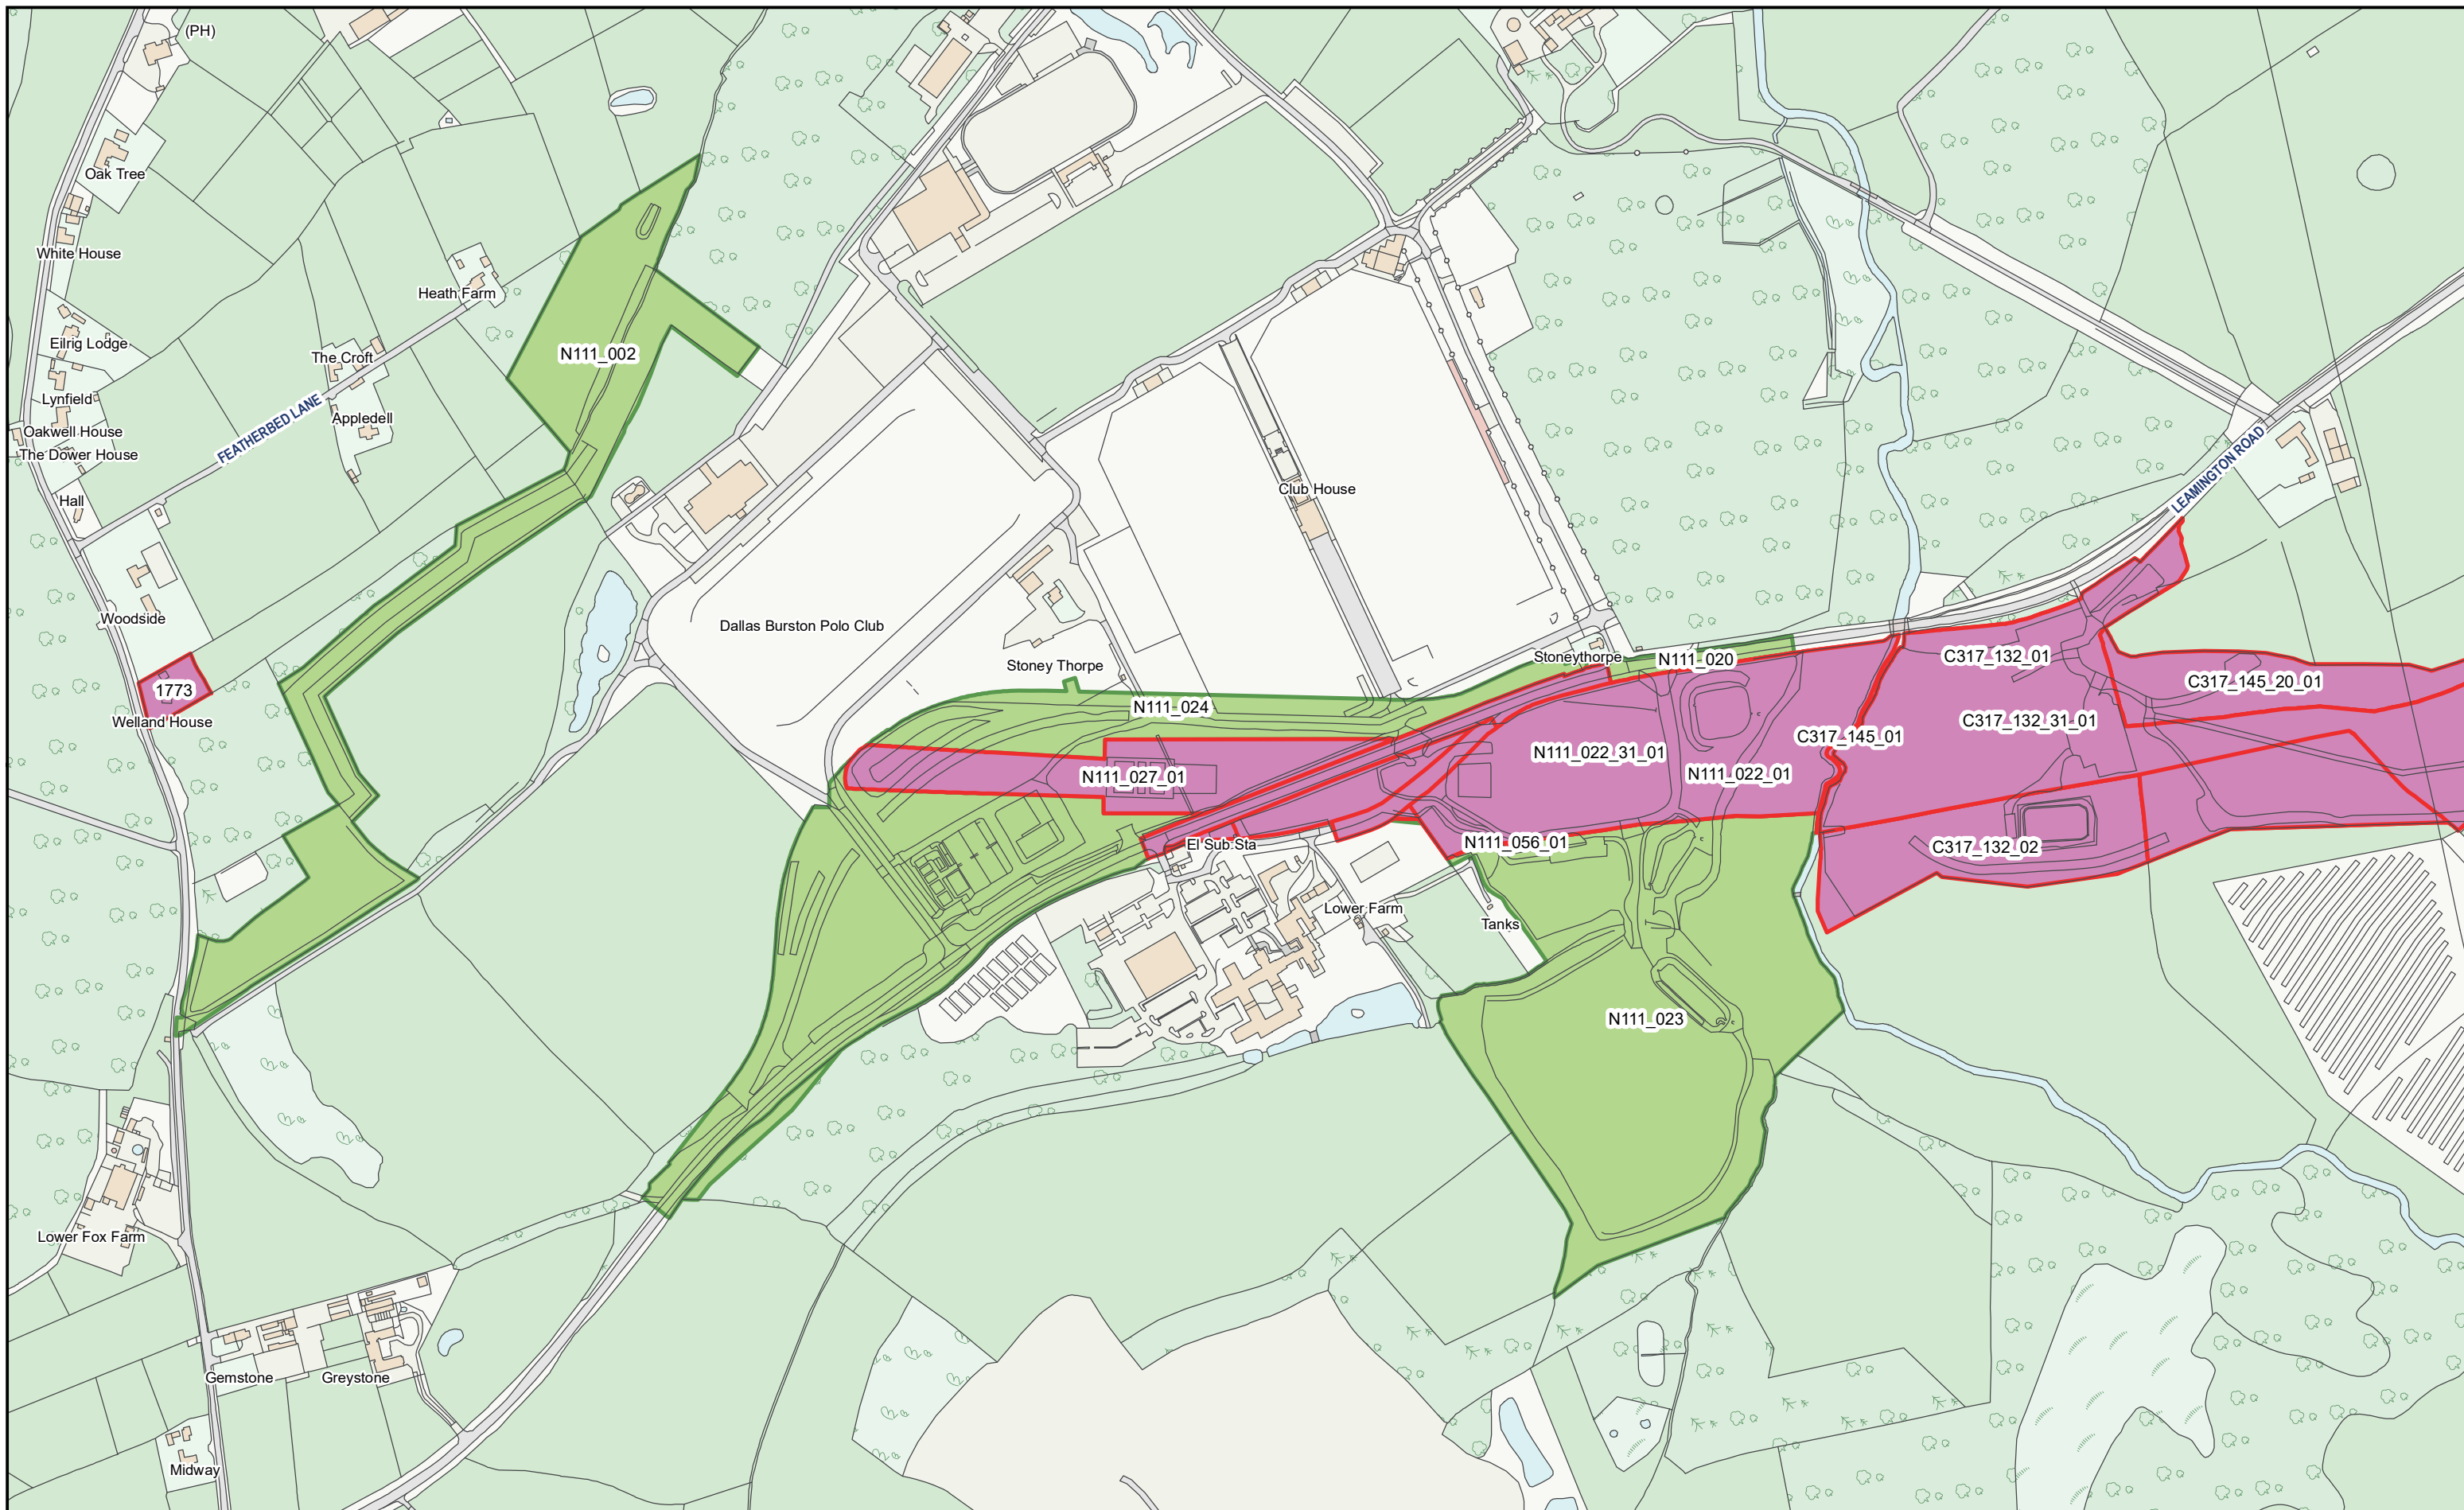 (PH)
Oak Tree
White House
Heath Farm
Eilrig Lodge
The Croft
N111_002
Lynfield
Appledell
FEATHERBED LANE
Oakwell House
The Dower House
Hall
Club House
LEAMINGTON ROAD
Woodside
Dallas Burston Polo Club
Stoney Thorpe
Stoneythorpe
N111_020
C317_132_01
1773
C317_145_20_01
N111_024
Welland House
C317_132_31_01
C317_145_01
N111_022_31_01
N111_022_01
N111_027_01
El Sub Sta
N111_056_01
C317_132_02
Lower Farm
Tanks
N111_023
Lower Fox Farm
Gemstone
Greystone
Midway